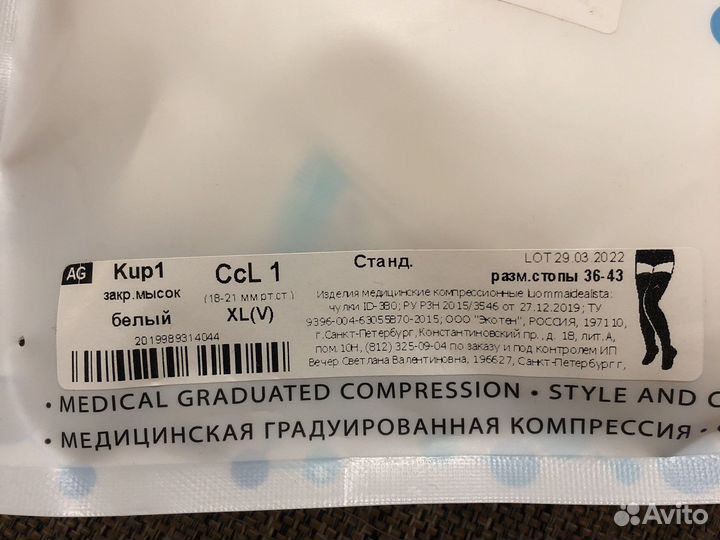 AG Kup1 CcL 1 Станд. LOT 29.03.2022
закр.мысок (18-21 мм рт.ст.) разм.стопы 36-43
белый XL(V)
2019989314044
Изделия медицинские компрессионные luommaidealista:
чулки ID-380; РУ РЗН 2015/3546 от 27.12.2019; ТУ
9396-004-63055870-2015; ООО "Экотен", РОССИЯ, 197110,
г.Санкт-Петербург, Константиновский пр., д. 18, лит.А,
пом.10Н, (812) 325-09-04 по заказу и под контролем ИП
Вечер Светлана Валентиновна, 196627, Санкт-Петербург г,
• MEDICAL GRADUATED COMPRESSION • STYLE AND C
• МЕДИЦИНСКАЯ ГРАДУИРОВАННАЯ КОМПРЕССИЯ •
Avito